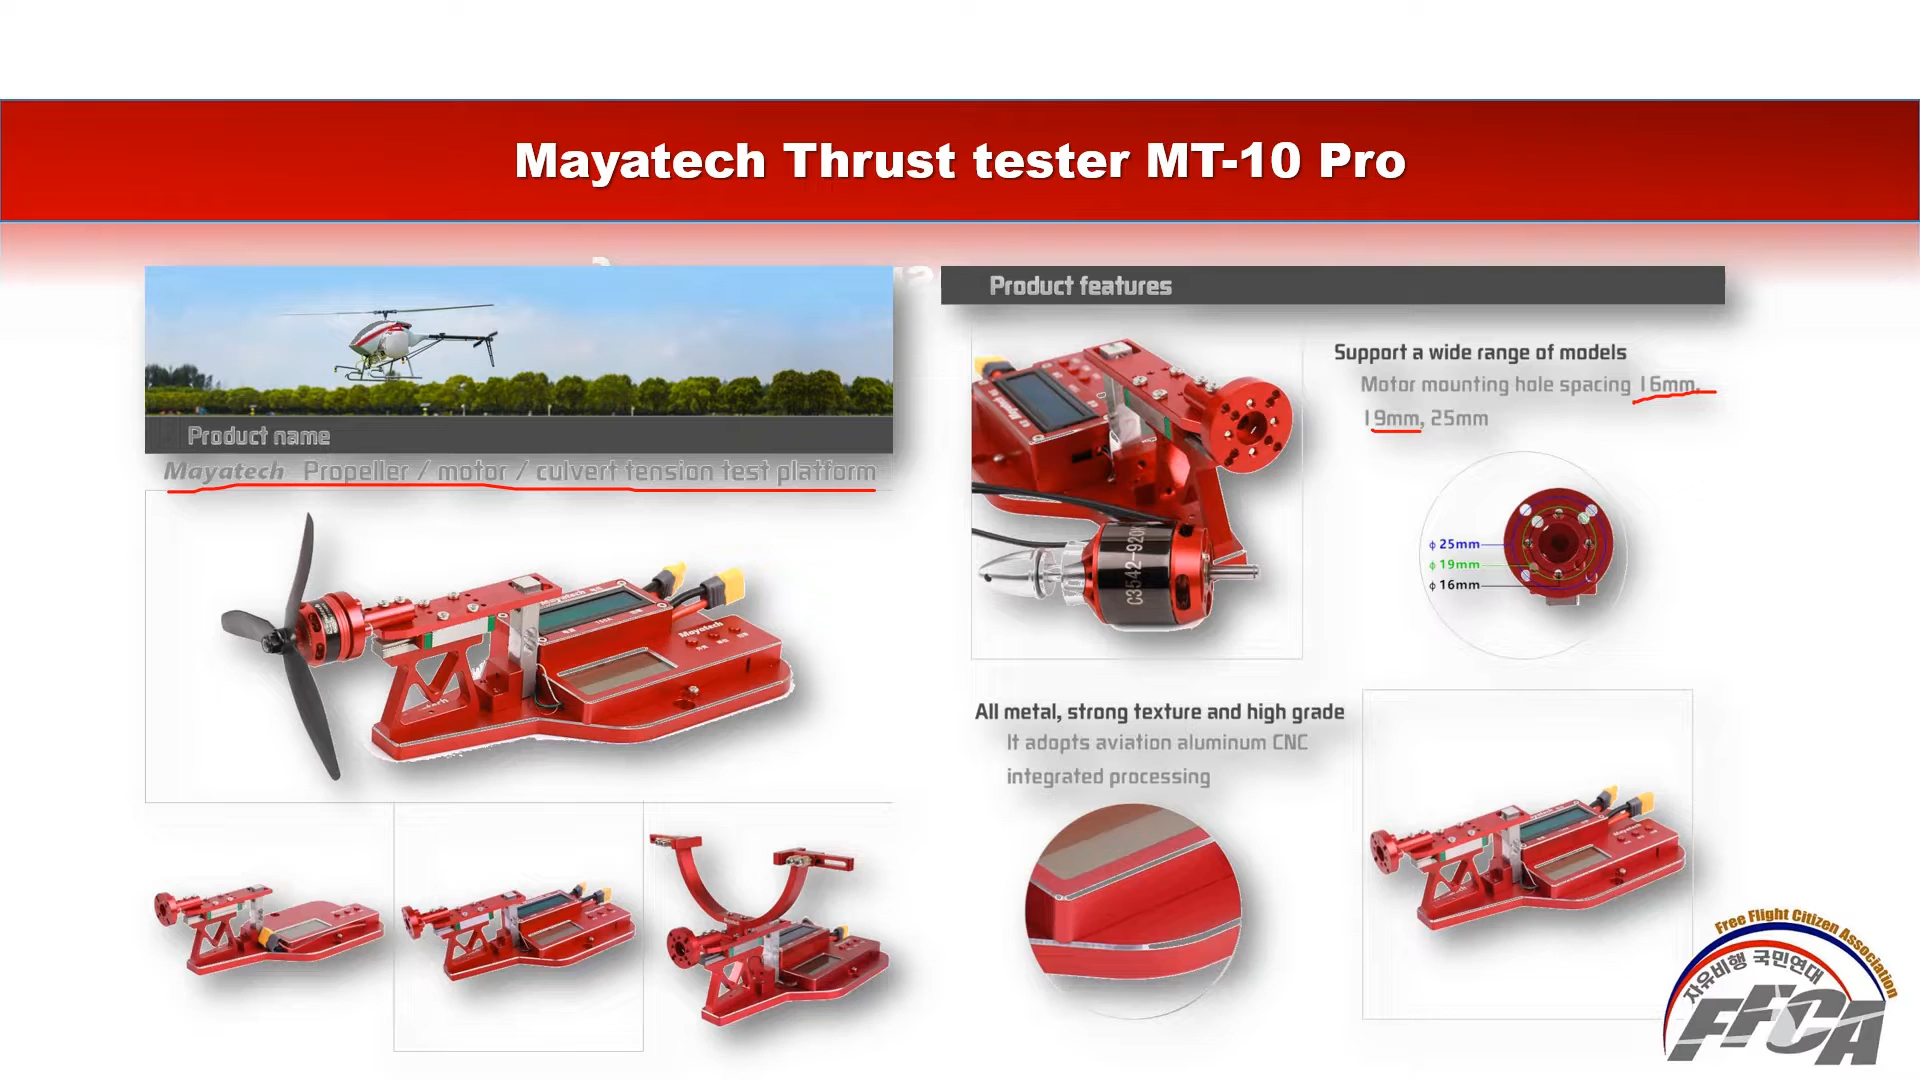 Mayatech Thrust tester MT-10 Pro
Product name
Mayatech Propeller / motor / culvert tension test platform
Mayatech
Mayatech
Product features
Support a wide range of models
Motor mounting hole spacing 16mm,
19mm, 25mm
C3542-920K
ϕ 25mm
ϕ 19mm
ϕ 16mm
All metal, strong texture and high grade
It adopts aviation aluminum CNC
integrated processing
Free Flight Citizen Association
자유비행 국민연대
FFCA